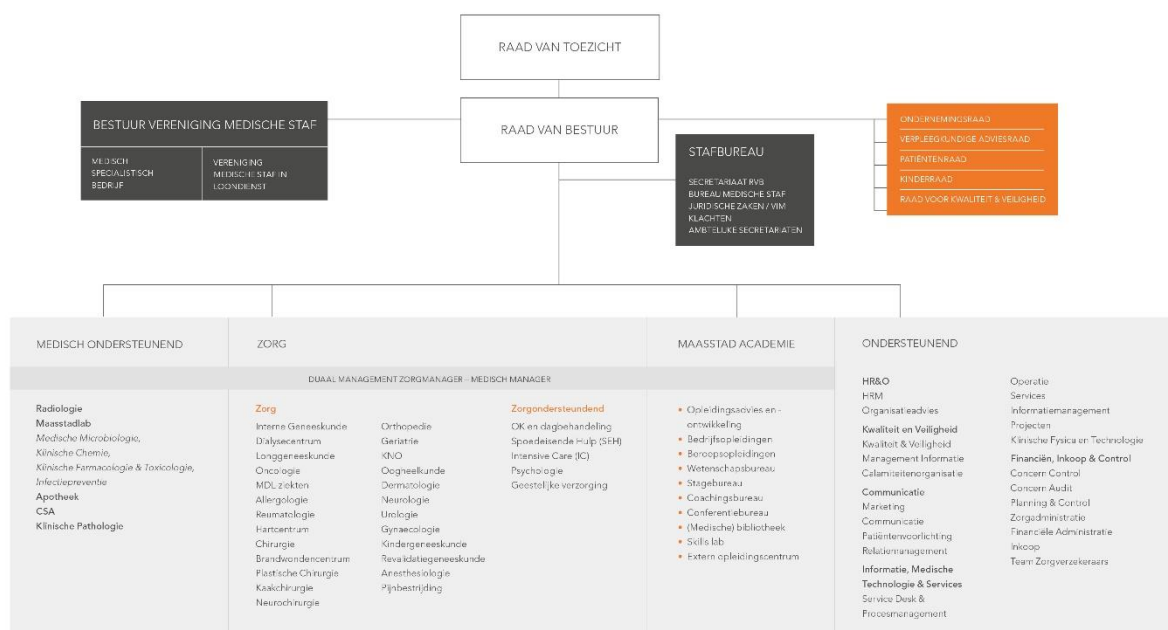 RAAD VAN TOEZICHT
RAAD VAN BESTUUR
BESTUUR VERENIGING MEDISCHE STAF
MEDISCH
SPECIALISTISCH
BEDRIJF
VERENIGING
MEDISCHE STAF IN
LOONDIENST
STAFBUREAU
SECRETARIAAT RVB
BUREAU MEDISCHE STAF
JURIDISCHE ZAKEN / VIM
KLACHTEN
AMBTELIJKE SECRETARIATEN
ONDERNEMINGSRAAD
VERPLEEGKUNDIGE ADVIESRAAD
PATIËNTENRAAD
KINDERRAAD
RAAD VOOR KWALITEIT & VEILIGHEID
MEDISCH ONDERSTEUNEND
ZORG
MAASSTAD ACADEMIE
ONDERSTEUNEND
DUAAL MANAGEMENT ZORGMANAGER – MEDISCH MANAGER
Radiologie
Maasstadlab
Medische Microbiologie,
Klinische Chemie,
Klinische Farmacologie & Toxicologie,
Infectiepreventie
Apotheek
CSA
Klinische Pathologie
Zorg
Interne Geneeskunde
Dialysecentrum
Longgeneeskunde
Oncologie
MDL ziekten
Allergologie
Reumatologie
Hartcentrum
Chirurgie
Brandwondencentrum
Plastische Chirurgie
Kaakchirurgie
Neurochirurgie
Orthopedie
Geriatrie
KNO
Oogheelkunde
Dermatologie
Neurologie
Urologie
Gynaecologie
Kindergeneeskunde
Revalidatiegeneeskunde
Anesthesiologie
Pijnbestrijding
Zorgondersteundend
OK en dagbehandeling
Spoedeisende Hulp (SEH)
Intensive Care (IC)
Psychologie
Geestelijke verzorging
• Opleidingsadvies en -
ontwikkeling
• Bedrijfsopleidingen
• Beroepsopleidingen
• Wetenschapsbureau
• Stagebureau
• Coachingsbureau
• Conferentiebureau
• (Medische) bibliotheek
• Skills lab
• Extern opleidingscentrum
HR&O
HRM
Organisatieadvies
Kwaliteit en Veiligheid
Kwaliteit & Veiligheid
Management Informatie
Calamiteitenorganisatie
Communicatie
Marketing
Communicatie
Patiëntenvoorlichting
Relatiemanagement
Informatie, Medische
Technologie & Services
Service Desk &
Procesmanagement
Operatie
Services
Informatiemanagement
Projecten
Klinische Fysica en Technologie
Financiën, Inkoop & Control
Concern Control
Concern Audit
Planning & Control
Zorgadministratie
Financiële Administratie
Inkoop
Team Zorgverzekeraars